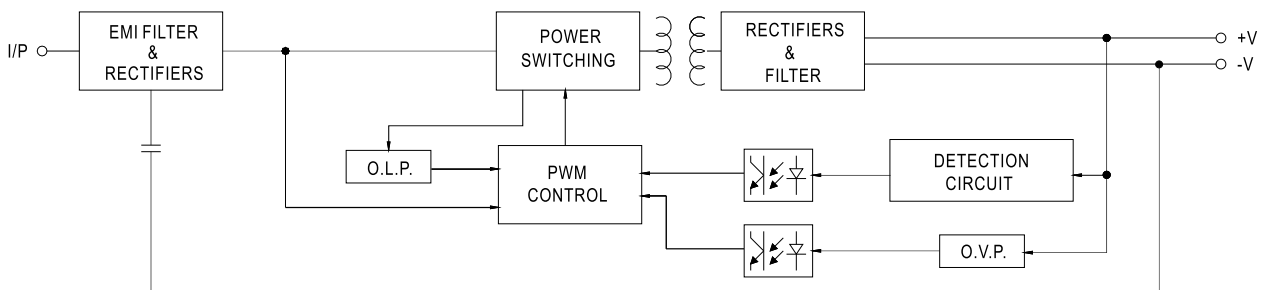 I/P
EMI FILTER
&
RECTIFIERS
POWER
SWITCHING
RECTIFIERS
&
FILTER
+V
-V
O.L.P.
PWM
CONTROL
DETECTION
CIRCUIT
O.V.P.